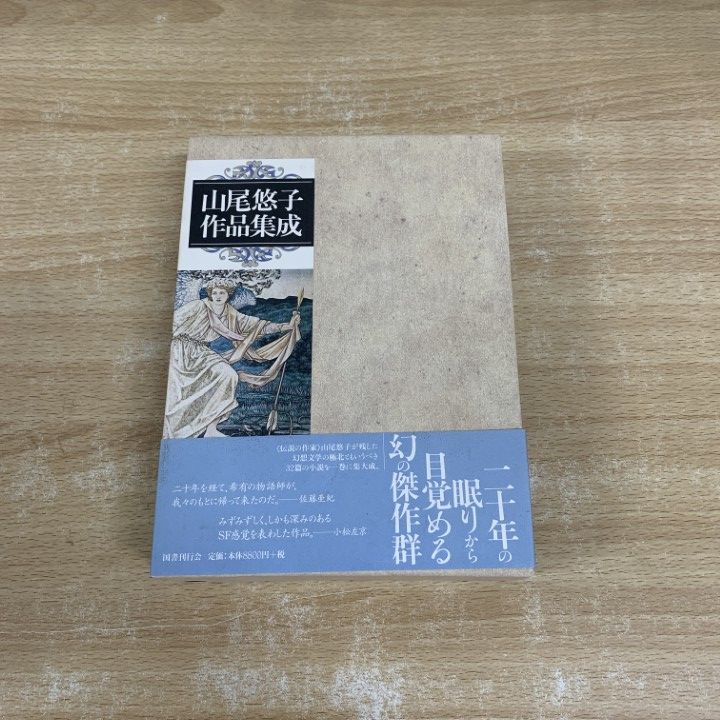 山尾悠子
作品集成
二十年の
眠りから
目覚める
幻の傑作群
《伝説の作家》山尾悠子が残した
幻想文学の極北でもいうべき
32篇の小説を一巻に集大成。
二十年を経て、希有の物語師が、
我々のもとに帰って来たのだ。——佐藤亜紀
みずみずしく、しかも深みのある
SF感覚を表わした作品。——小松左京
国書刊行会 定価:本体8800円+税